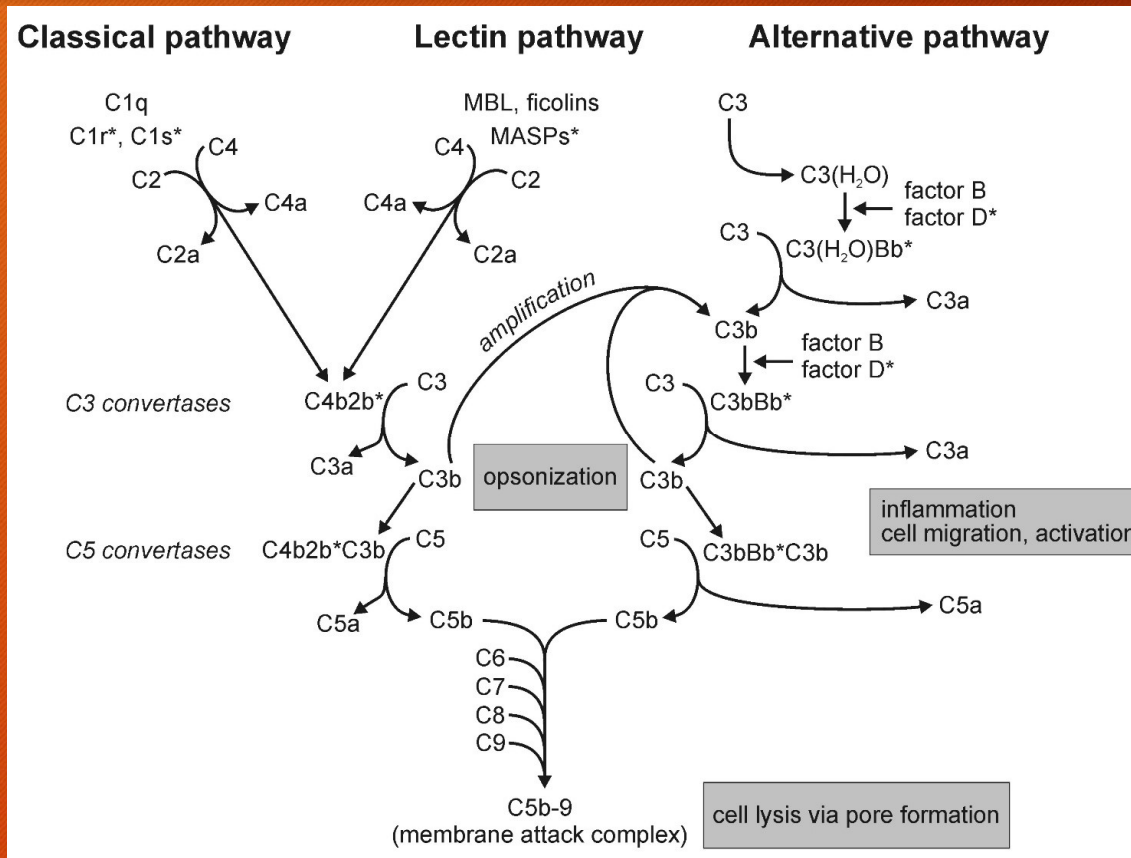 Classical pathway
Lectin pathway
Alternative pathway
C1q
C1r*, C1s*
C4
C2
C4a
C2a
MBL, ficolins
MASPs*
C4
C2
C4a
C2a
C3
C3(H₂O)
factor B
factor D*
C3(H₂O)Bb*
C3
C3a
C3b
factor B
factor D*
amplification
C3 convertases
C4b2b*
C3
C3a
C3b
opsonization
C3
C3bBb*
C3a
C3b
inflammation
cell migration, activation
C5 convertases
C4b2b*C3b
C5
C5a
C5b
C5
C3bBb*C3b
C5a
C5b
C6
C7
C8
C9
C5b-9
(membrane attack complex)
cell lysis via pore formation